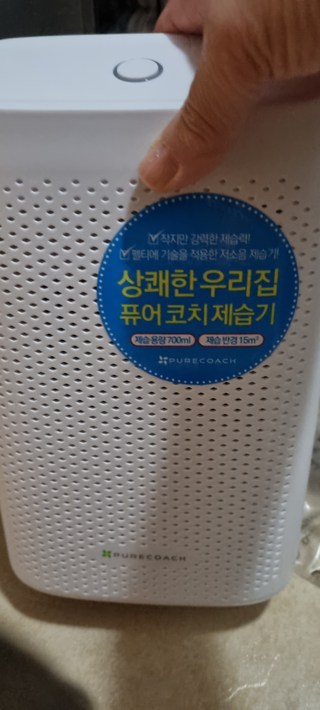 작지만 강력한 제습력!
펠티에 기술을 적용한 저소음 제습기!
상쾌한 우리집
퓨어 코치 제습기
제습 용량 700ml 제습 반경 15m²
PURECOACH
PURECOACH